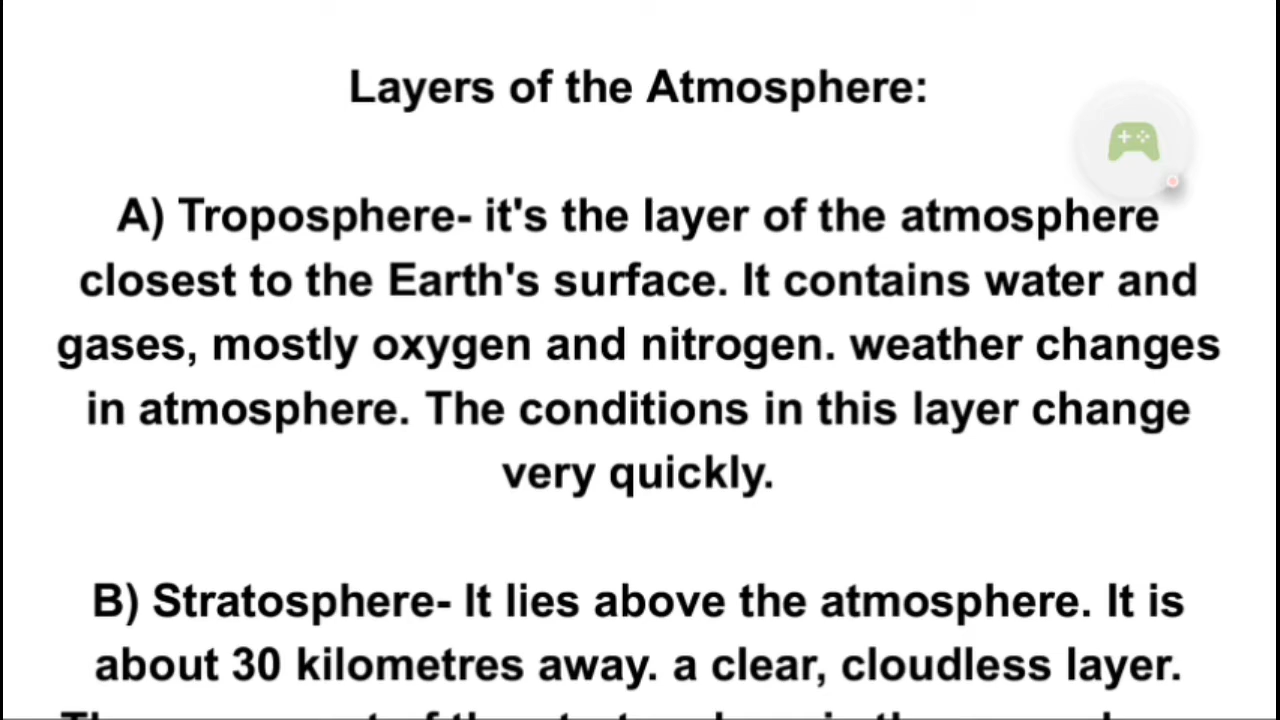 Layers of the Atmosphere:
A) Troposphere- it's the layer of the atmosphere
closest to the Earth's surface. It contains water and
gases, mostly oxygen and nitrogen. weather changes
in atmosphere. The conditions in this layer change
very quickly.
B) Stratosphere- It lies above the atmosphere. It is
about 30 kilometres away. a clear, cloudless layer.